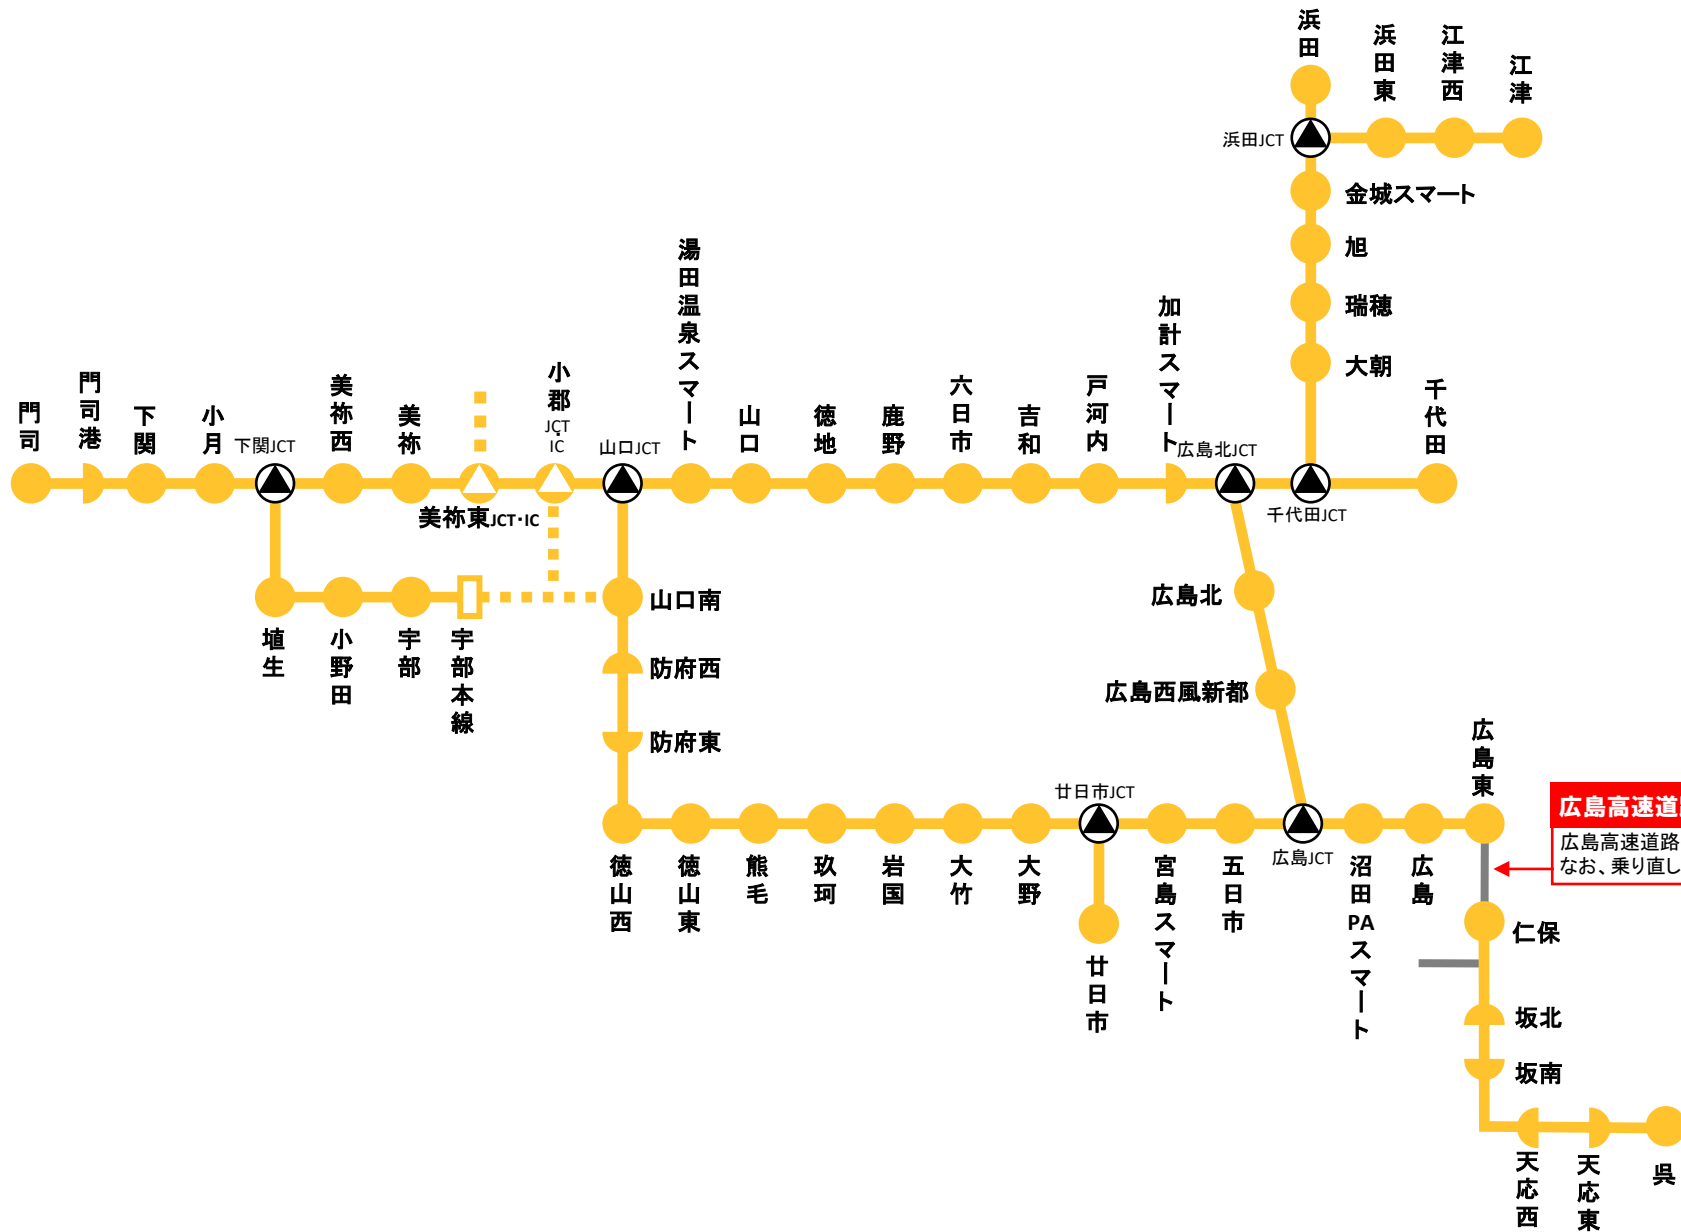 浜田
浜田東
江津西
江津
浜田JCT
金城スマート
旭
瑞穂
大朝
千代田
門司
門司港
下関
小月
下関JCT
美祢西
美祢
美祢東JCT・IC
小郡
JCT
・
IC
山口JCT
湯田温泉スマート
山口
徳地
鹿野
六日市
吉和
戸河内
加計スマート
広島北JCT
千代田JCT
埴生
小野田
宇部
宇部本線
山口南
防府西
防府東
広島北
広島西風新都
徳山西
徳山東
熊毛
玖珂
岩国
大竹
大野
廿日市JCT
廿日市
宮島スマート
五日市
広島JCT
沼田PAスマート
広島
広島東
広島高速道
広島高速道路
なお、乗り直し
仁保
坂北
坂南
天応西
天応東
呉